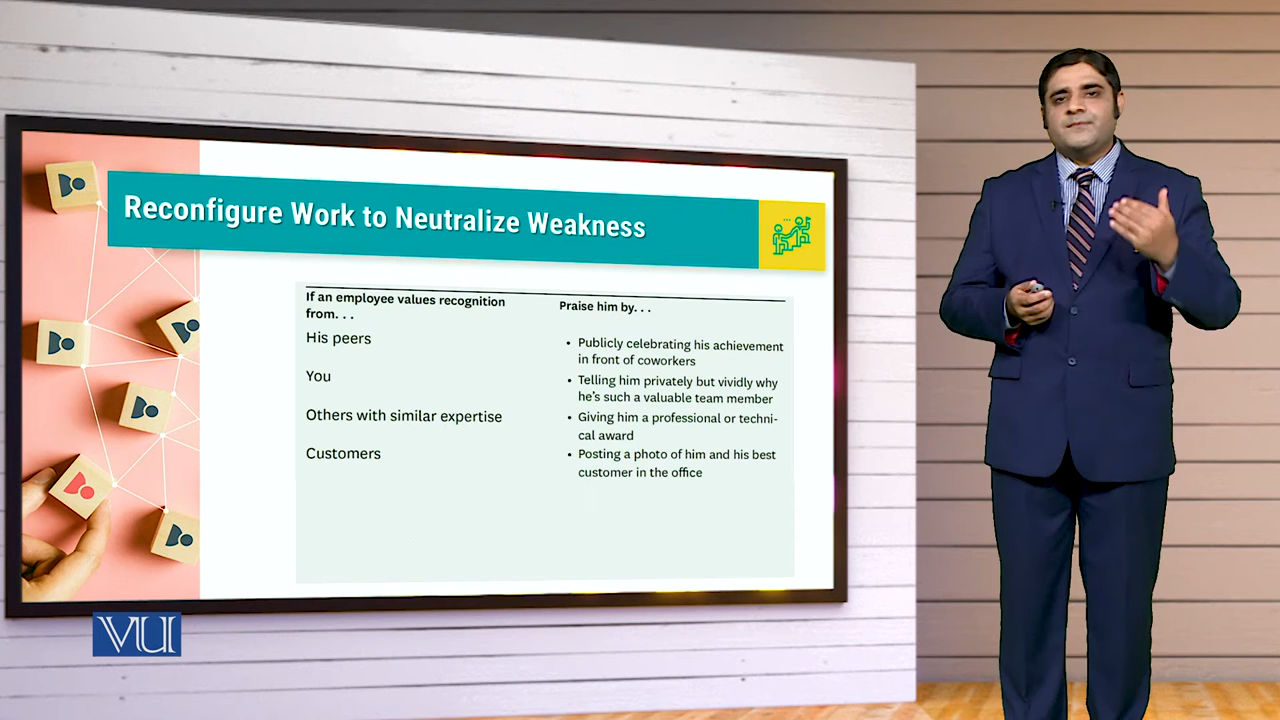 Reconfigure Work to Neutralize Weakness
If an employee values recognition
from. . .
Praise him by. . .
His peers
• Publicly celebrating his achievement
in front of coworkers
You
• Telling him privately but vividly why
he's such a valuable team member
Others with similar expertise
• Giving him a professional or techni-
cal award
Customers
• Posting a photo of him and his best
customer in the office
VU